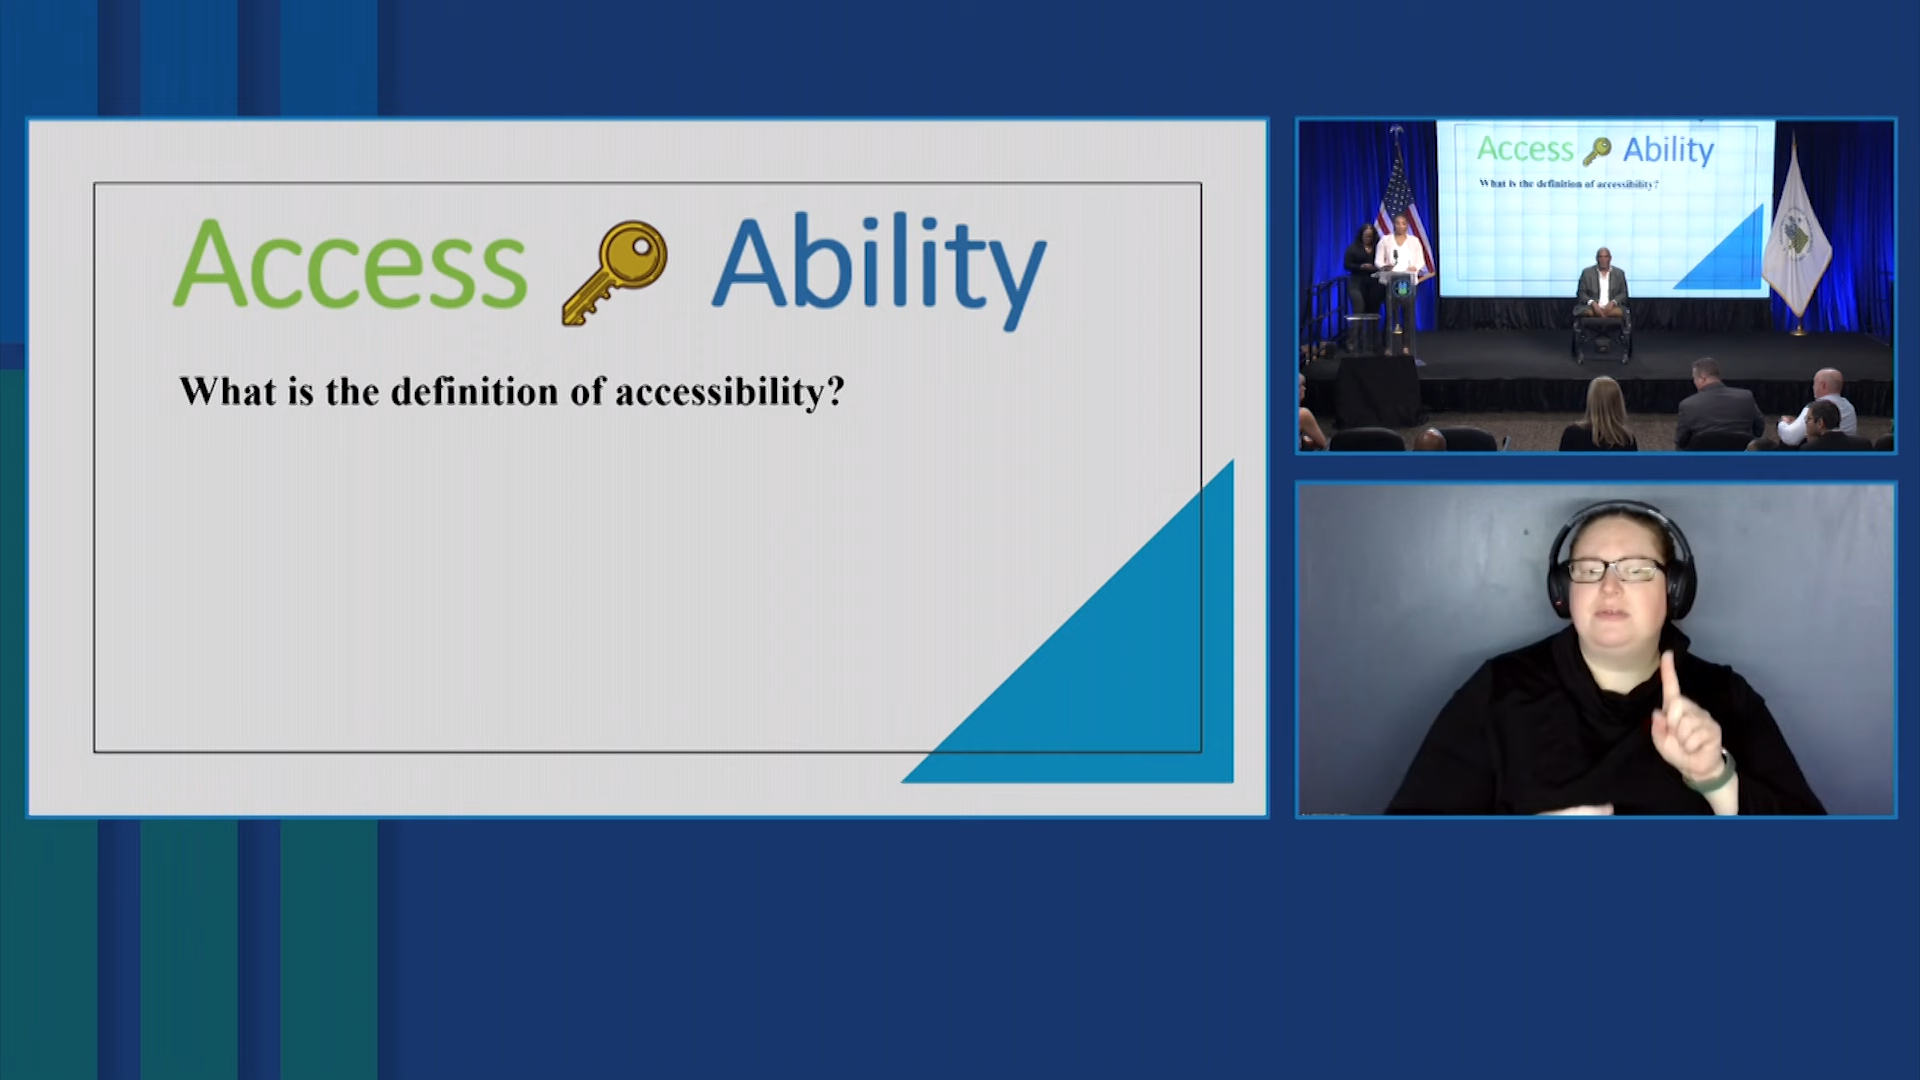 Access Ability
What is the definition of accessibility?
Access Ability
What is the definition of accessibility?